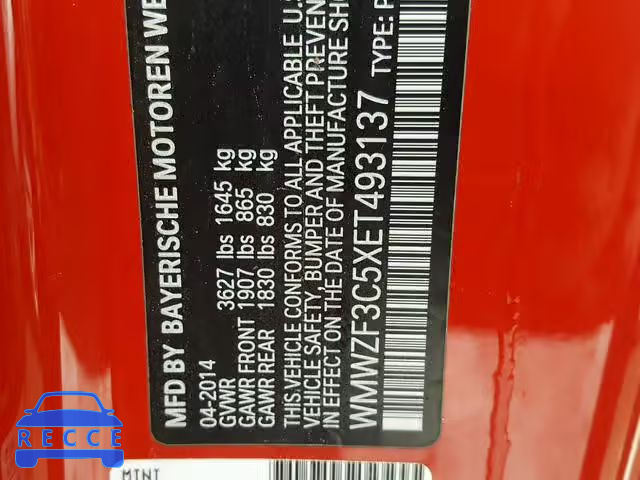 MFD BY BAYERISCHE MOTOREN WE
04-2014
GVWR 3627 lbs 1645 kg
GAWR FRONT 1907 lbs 865 kg
GAWR REAR 1830 lbs 830 kg
THIS VEHICLE CONFORMS TO ALL APPLICABLE U.S
VEHICLE SAFETY, BUMPER AND THEFT PREVEN
IN EFFECT ON THE DATE OF MANUFACTURE SHO
WMWZF3C5XET493137 TYPE: P
MINI
RECCE